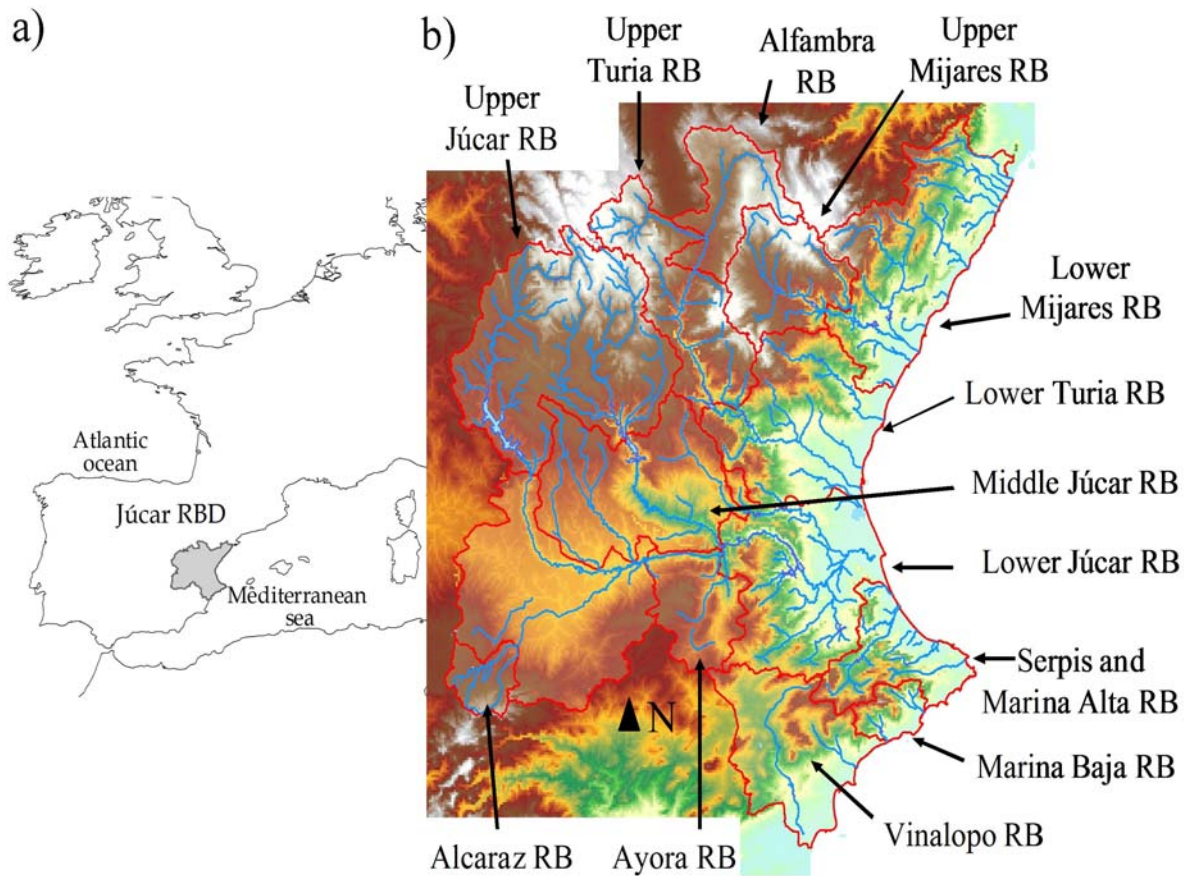 a)
b)
Upper
Turia RB
Alfambra
RB
Upper
Mijares RB
Upper
Júcar RB
Lower
Mijares RB
Lower Turia RB
Atlantic
ocean
Middle Júcar RB
Júcar RBD
Lower Júcar RB
Mediterranean
sea
Serpis and
Marina Alta RB
N
Marina Baja RB
Vinalopo RB
Alcaraz RB
Ayora RB